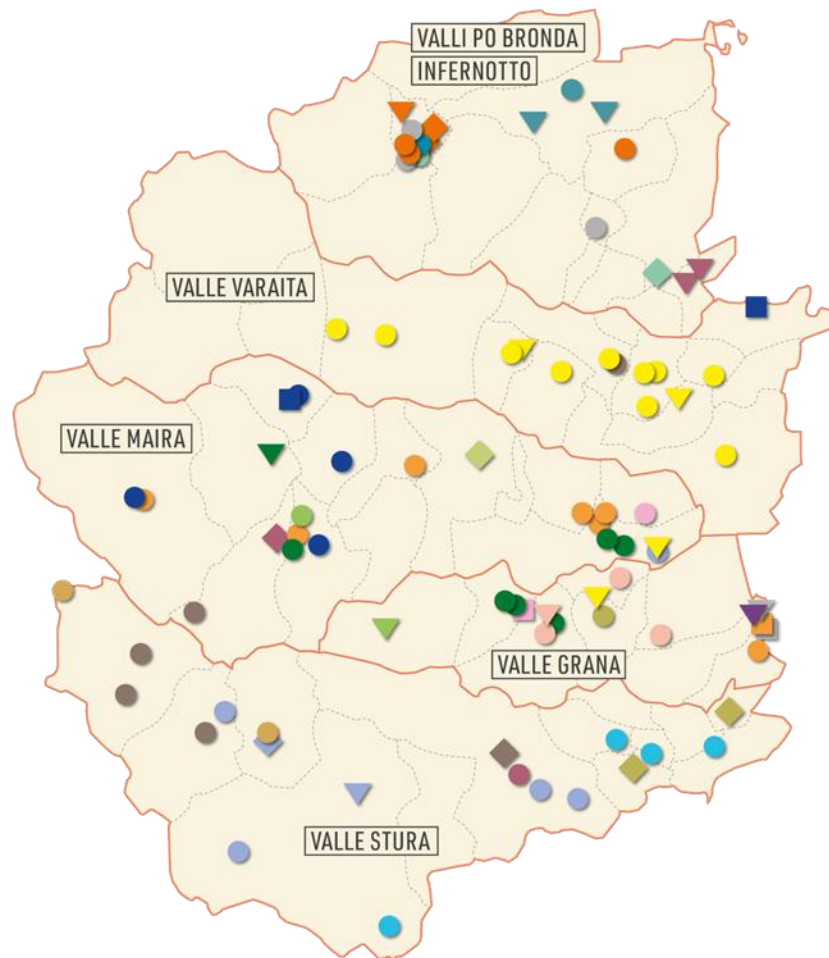 VALLI PO BRONDA
INFERNOTTO
VALLE VARAITA
VALLE MAIRA
VALLE GRANA
VALLE STURA